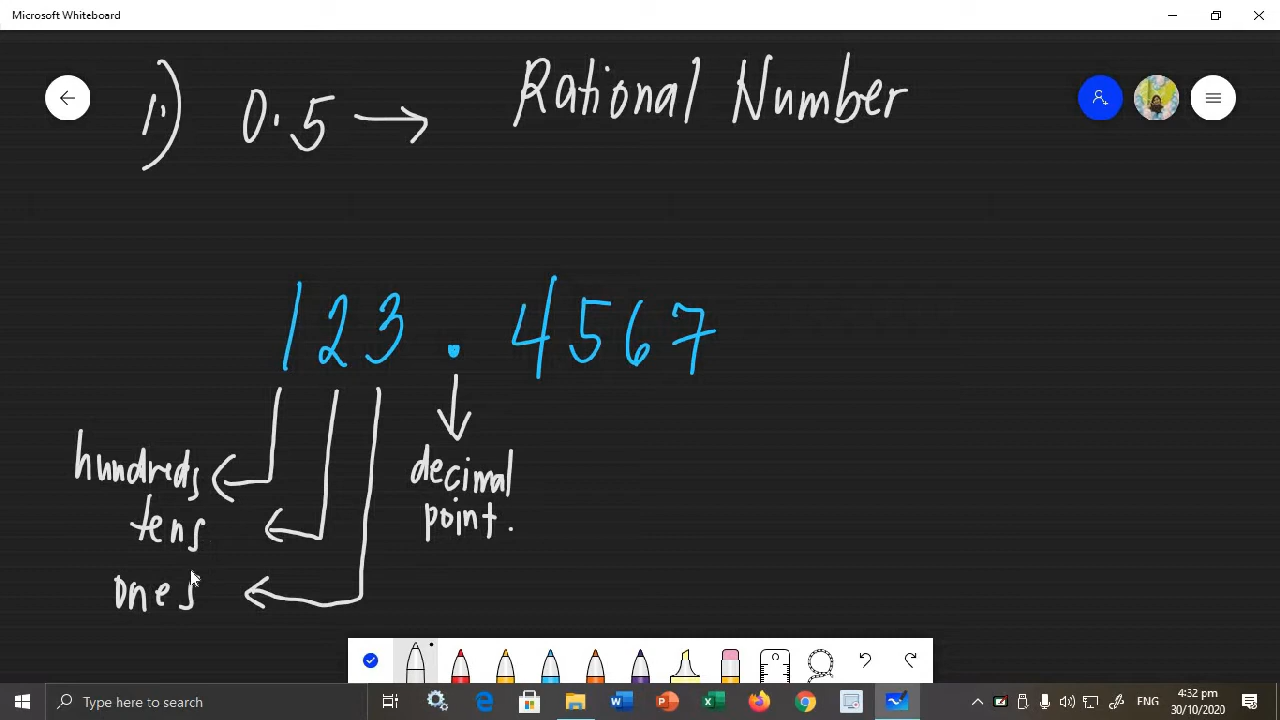 Microsoft Whiteboard
1.) 0.5 → Rational Number
123.4567
hundreds
decimal
point.
tens
ones
Type here to search
ENG
4:32 pm
30/10/2020